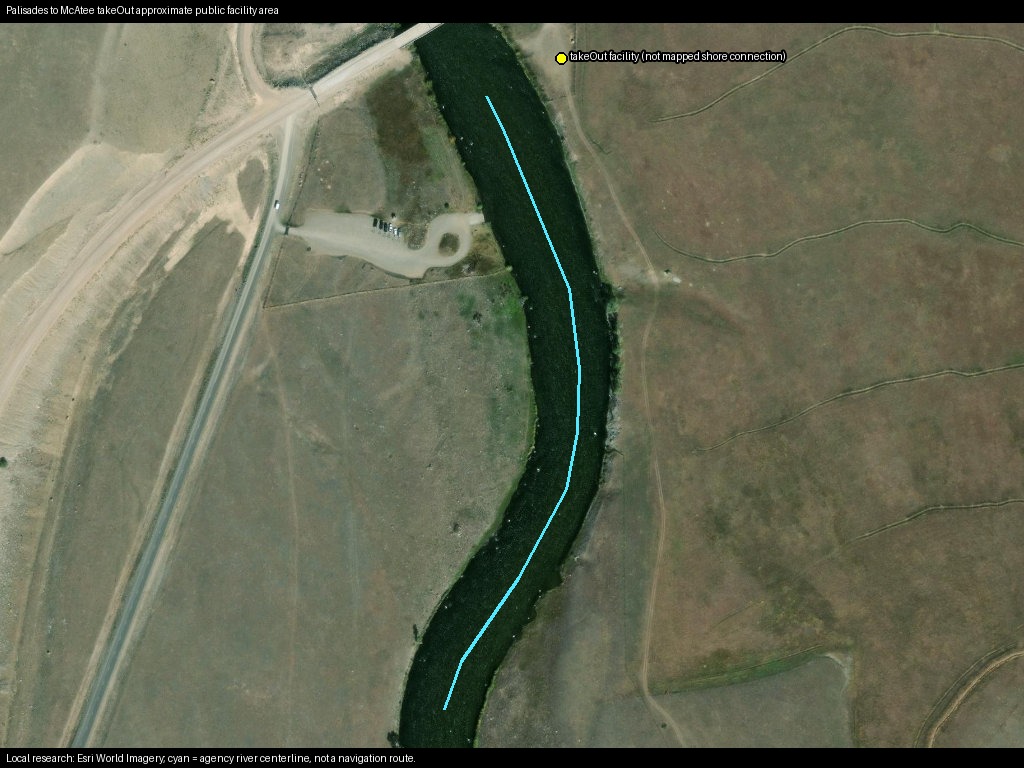 Palisades to McAtee takeOut approximate public facility area
takeOut facility (not mapped shore connection)
Local research: Esri World Imagery; cyan = agency river centerline, not a navigation route.